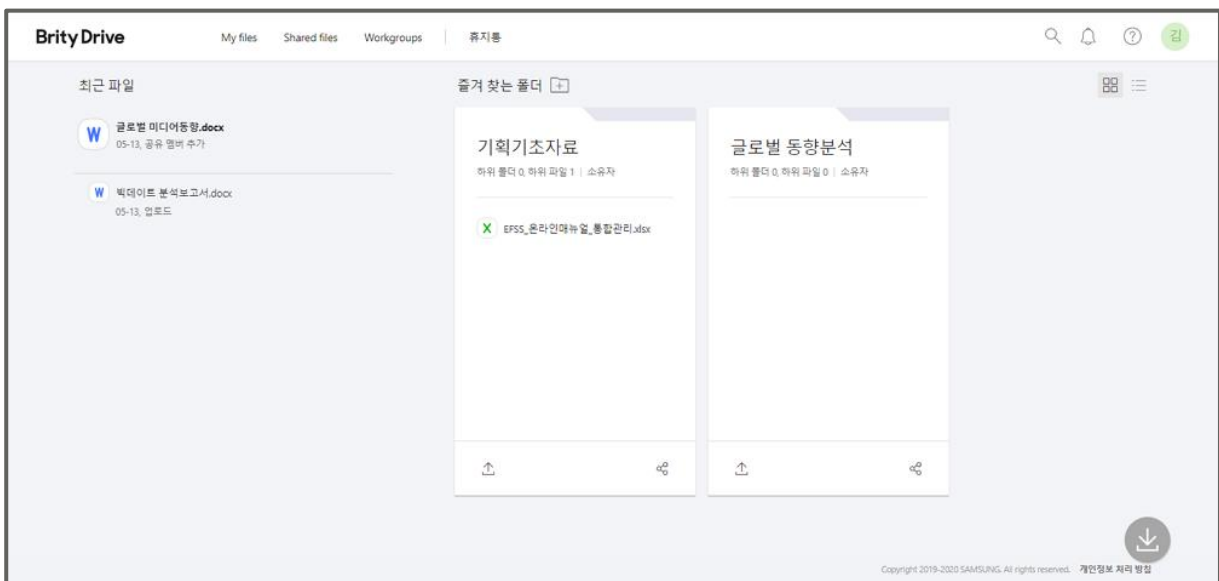 Brity Drive
My files
Shared files
Workgroups
휴지통
김
최근 파일
글로벌 미디어동향.docx
05-13, 공유 멤버 추가
빅데이트 분석보고서.docx
05-13, 업로드
즐겨 찾는 폴더
기획기초자료
하위 폴더 0, 하위 파일 1 | 소유자
EFSS_온라인매뉴얼_통합관리.xlsx
글로벌 동향분석
하위 폴더 0, 하위 파일 0 | 소유자
Copyright 2019-2020 SAMSUNG. All rights reserved. 개인정보 처리 방침